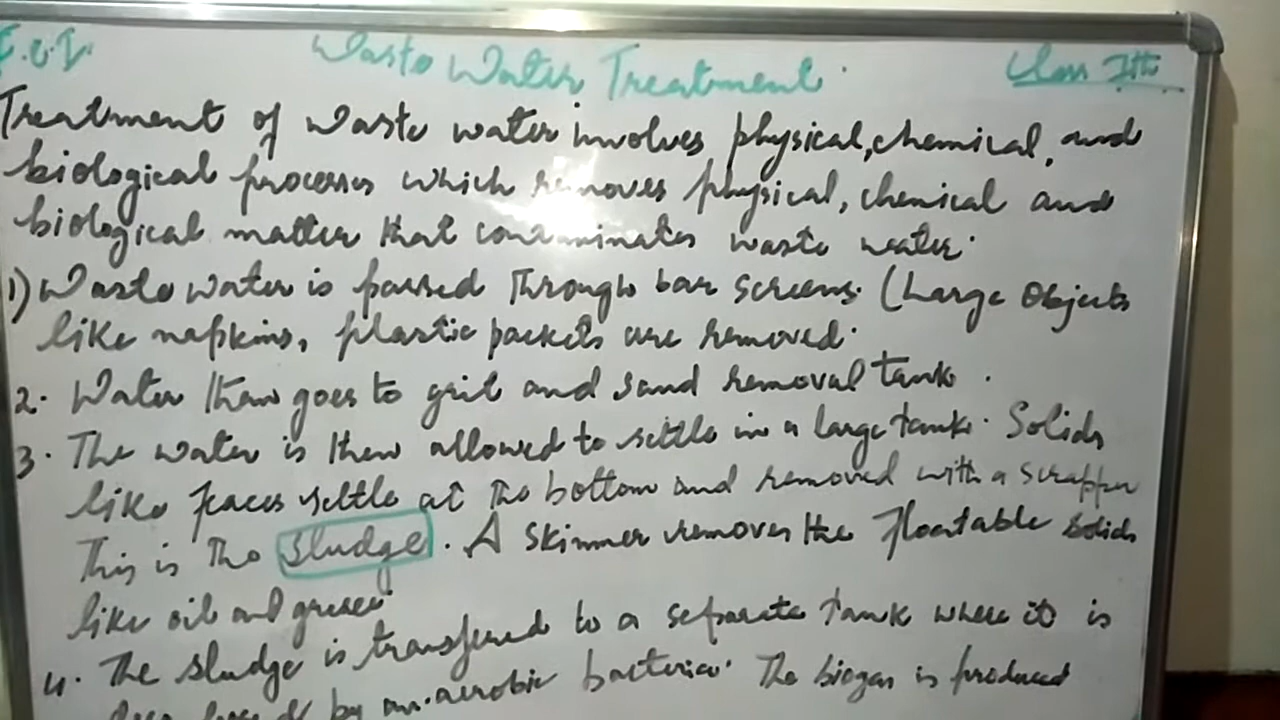 Waste Water Treatment. Class 7th
Treatment of waste water involves physical, chemical, and
biological processes which removes physical, chemical and
biological matter that contaminates waste water.
1) Waste water is passed through bar screens. (Large Objects
like napkins, plastic packets are removed.
2. Water then goes to grit and sand removal tank.
3. The water is then allowed to settle in a large tank. Solids
like feaces settle at the bottom and removed with a scrapper
This is the sludge. A skimmer removes the floatable solids
like oil and grease
4. The sludge is transferred to a separate tank where it is
by an.aerobic bacteria. The biogas is produced